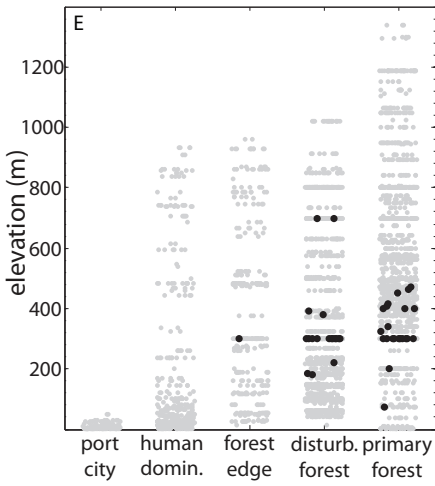 E
elevation (m)
1200
1000
800
600
400
200
port city
human domin.
forest edge
disturb. forest
primary forest